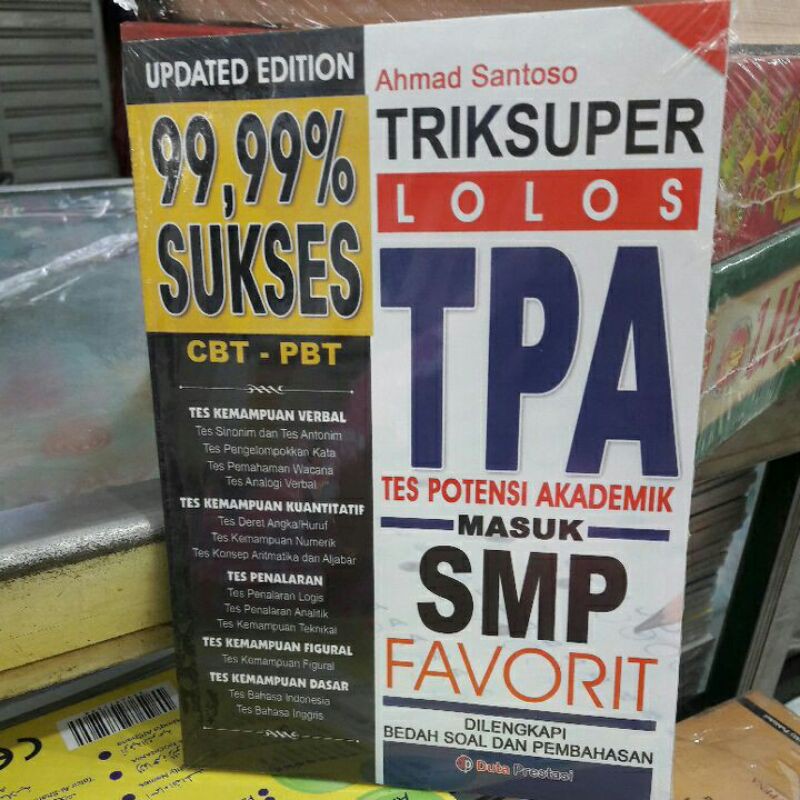 UPDATED EDITION
99,99%
SUKSES
CBT - PBT
TES KEMAMPUAN VERBAL
Tes Sinonim dan Tes Antonim
Tes Pengelompokkan Kata
Tes Pemahaman Wacana
Tes Analogi Verbal
TES KEMAMPUAN KUANTITATIF
Tes Deret Angka/Huruf
Tes Kemampuan Numerik
Tes Konsep Aritmatika dan Aljabar
TES PENALARAN
Tes Penalaran Logis
Tes Penalaran Analitik
Tes Kemampuan Teknikal
TES KEMAMPUAN FIGURAL
Tes Kemampuan Figural
TES KEMAMPUAN DASAR
Tes Bahasa Indonesia
Tes Bahasa Inggris
Ahmad Santoso
TRIKSUPER
LOLOS
TPA
TES POTENSI AKADEMIK
MASUK
SMP
FAVORIT
DILENGKAPI
BEDAH SOAL DAN PEMBAHASAN
Duta Prestasi
CE